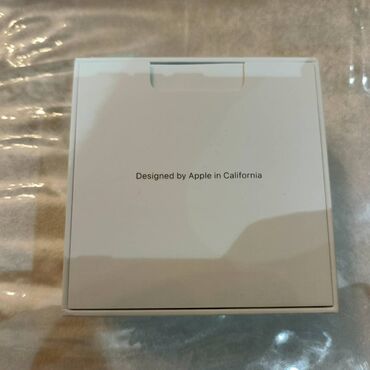 Designed by Apple in California